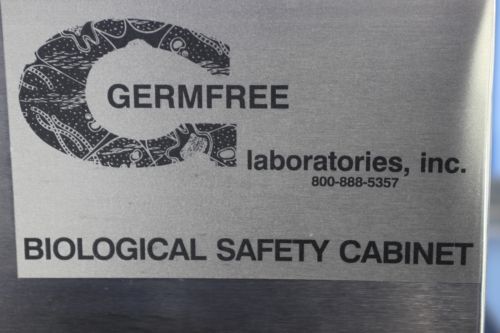 GERMFREE
laboratories, inc.
800-888-5357
BIOLOGICAL SAFETY CABINET